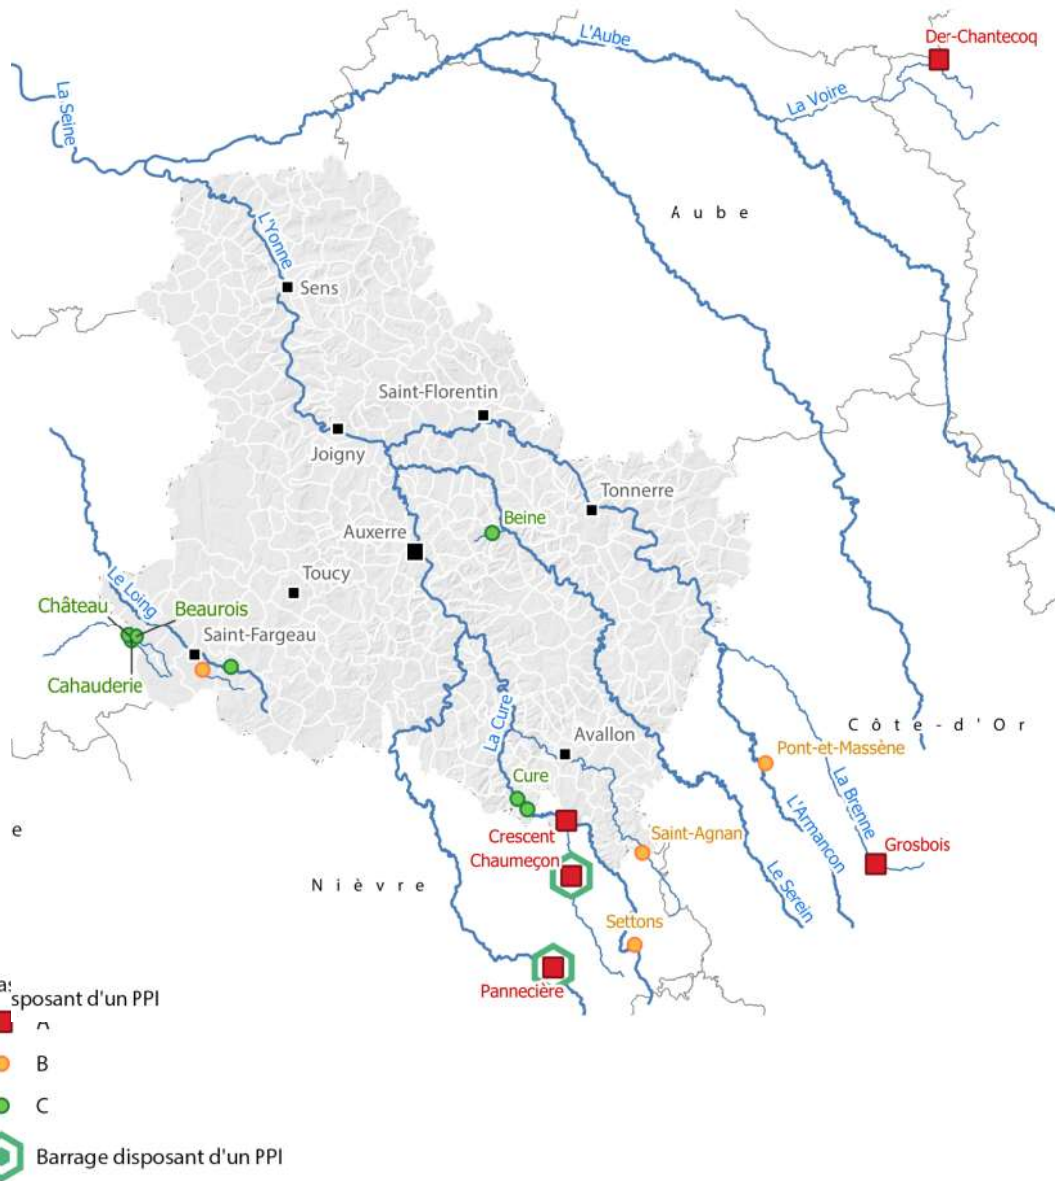 L'Aube
Der-Chantecoq
La Seine
La Voire
Aube
L'Yonne
Sens
Saint-Florentin
Joigny
Tonnerre
Beine
Auxerre
Toucy
Le Loing
Château
Beaurois
Saint-Fargeau
Cahauderie
La Cure
Avallon
Côte-d'Or
Pont-et-Massène
La Brenne
Cure
L'Armançon
Crescent
Saint-Agnan
Grosbois
e
Chaumeçon
Nièvre
Le Serein
Settons
Pannecière
sposant d'un PPI
A
B
C
Barrage disposant d'un PPI